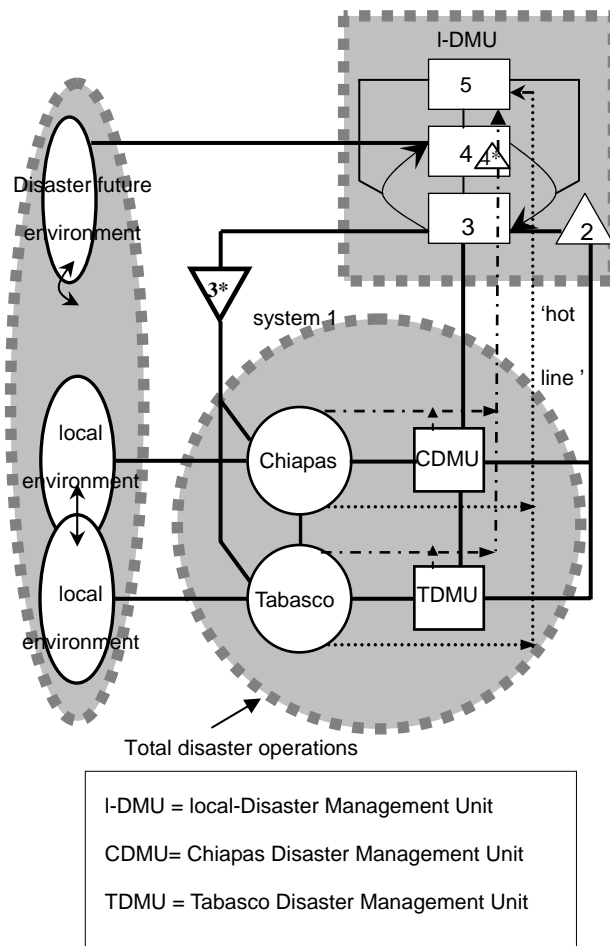 l-DMU
5
4
4*
3
2
Disaster future
environment
3*
system 1
'hot
line '
local
environment
Chiapas
CDMU
local
environment
Tabasco
TDMU
Total disaster operations
l-DMU = local-Disaster Management Unit
CDMU= Chiapas Disaster Management Unit
TDMU = Tabasco Disaster Management Unit